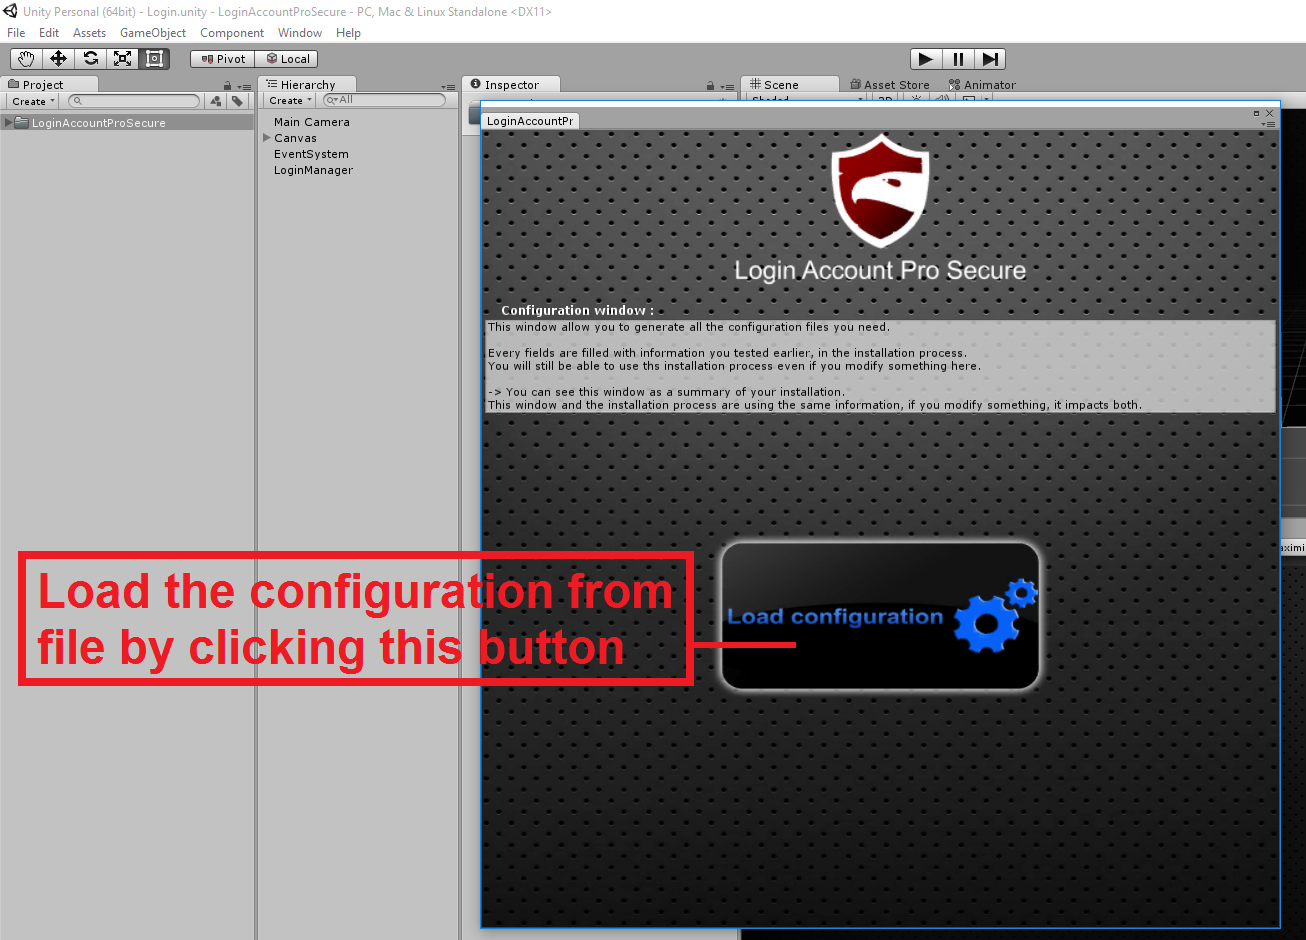 Unity Personal (64bit) - Login.unity - LoginAccountProSecure - PC, Mac & Linux Standalone <DX11>
File Edit Assets GameObject Component Window Help
Pivot Local
Project Hierarchy Inspector Scene Asset Store Animator
Create Create All Shaded 2D
LoginAccountProSecure
Main Camera
Canvas
EventSystem
LoginManager
LoginAccountPr
Login Account Pro Secure
Configuration window :
This window allow you to generate all the configuration files you need.
Every fields are filled with information you tested earlier, in the installation process.
You will still be able to use ths installation process even if you modify something here.
-> You can see this window as a summary of your installation.
This window and the installation process are using the same information, if you modify something, it impacts both.
aximi
Load the configuration from
file by clicking this button
Load configuration